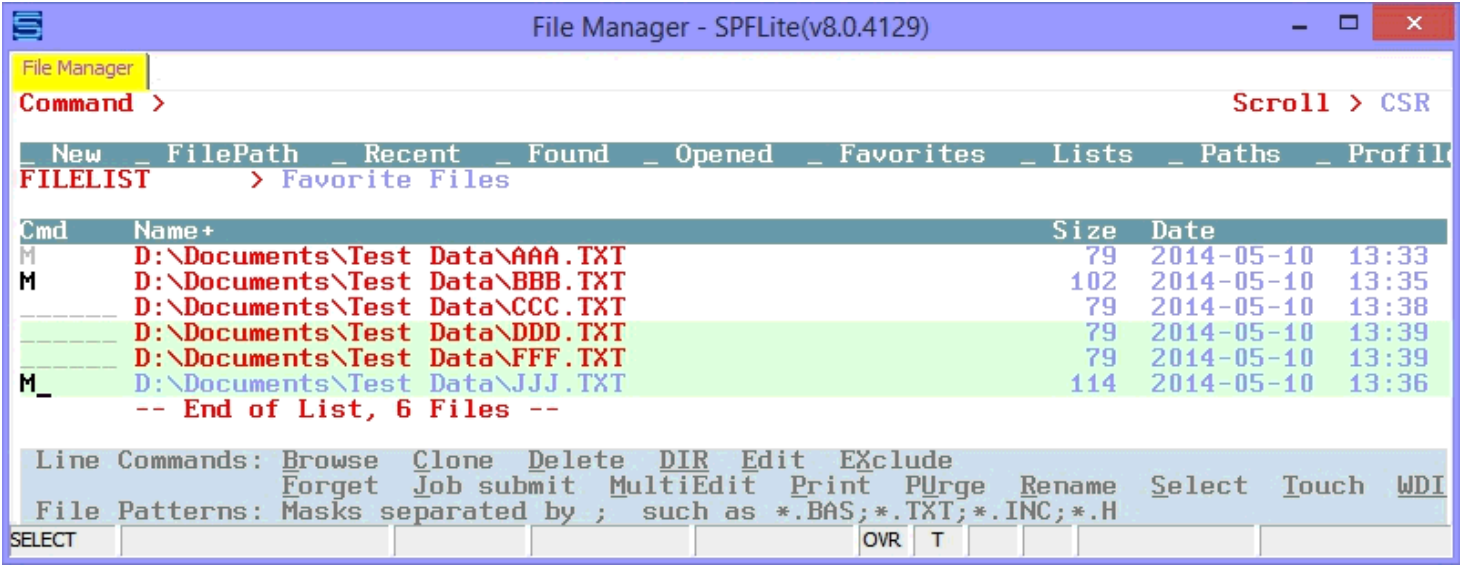 File Manager - SPFLite(v8.0.4129)
File Manager
Command > Scroll > CSR
_ New _ FilePath _ Recent _ Found _ Opened _ Favorites _ Lists _ Paths _ Profil
FILELIST > Favorite Files
Cmd Name+ Size Date
M D:\Documents\Test Data\AAA.TXT 79 2014-05-10 13:33
M D:\Documents\Test Data\BBB.TXT 102 2014-05-10 13:35
______ D:\Documents\Test Data\CCC.TXT 79 2014-05-10 13:38
______ D:\Documents\Test Data\DDD.TXT 79 2014-05-10 13:39
______ D:\Documents\Test Data\FFF.TXT 79 2014-05-10 13:39
M_ D:\Documents\Test Data\JJJ.TXT 114 2014-05-10 13:36
-- End of List, 6 Files --
Line Commands: Browse Clone Delete DIR Edit EXclude
Forget Job submit MultiEdit Print PUrge Rename Select Touch WDI
File Patterns: Masks separated by ; such as *.BAS;*.TXT;*.INC;*.H
SELECT OVR T